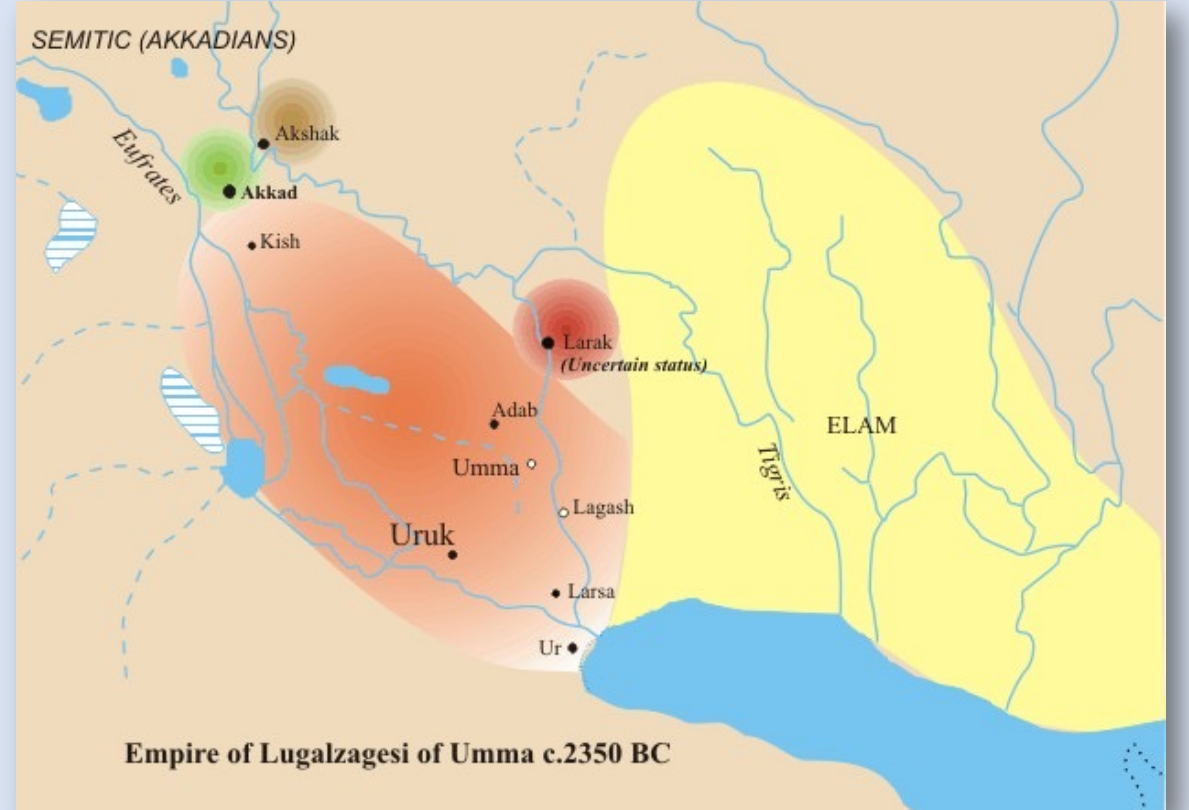 SEMITIC (AKKADIANS)
Eufrates
Akshak
Akkad
Kish
Larak
(Uncertain status)
Adab
Umma
ELAM
Tigris
Lagash
Uruk
Larsa
Ur
Empire of Lugalzagesi of Umma c.2350 BC